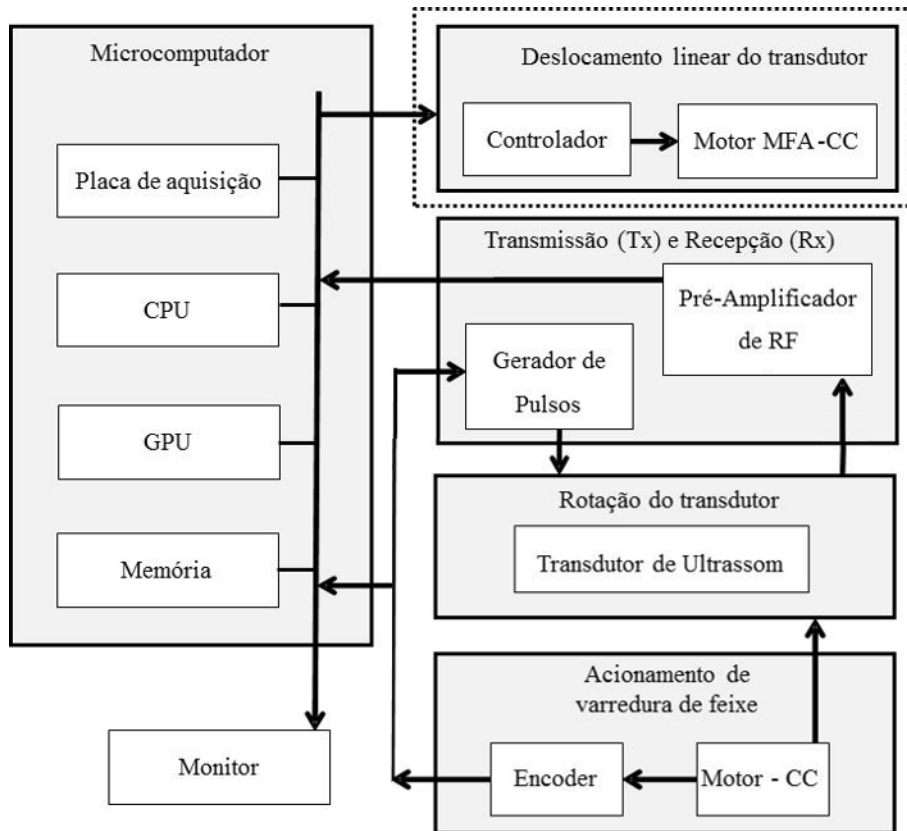 Microcomputador
Placa de aquisição
CPU
GPU
Memória
Monitor
Deslocamento linear do transdutor
Controlador
Motor MFA-CC
Transmissão (Tx) e Recepção (Rx)
Pré-Amplificador
de RF
Gerador de
Pulsos
Rotação do transdutor
Transdutor de Ultrassom
Acionamento de
varredura de feixe
Encoder
Motor - CC